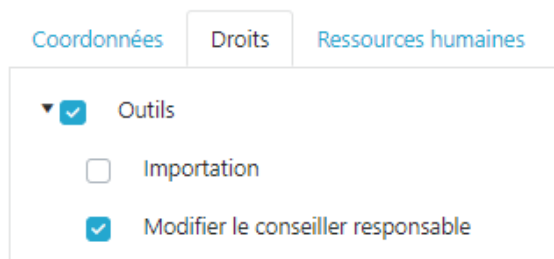 Coordonnées Droits Ressources humaines
Outils
Importation
Modifier le conseiller responsable